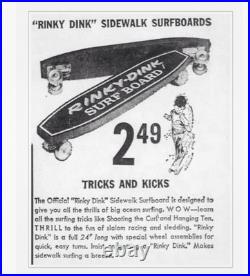 "RINKY DINK" SIDEWALK SURFBOARDS
RINKY-DINK
SURF BOARD
2 49
TRICKS AND KICKS
The Official "Rinky Dink" Sidewalk Surfboard is designed to
give you all the thrills of big ocean surfing. W O W—learn
all the surfing tricks like Shooting the Curl and Hanging Ten,
THRILL to the fun of slalom racing and sledding. "Rinky
Dink" is a full 24" long with special wheel assemblies for
quick, easy turns. Insist on "Rinky Dink," Makes
sidewalk surfing a breeze.